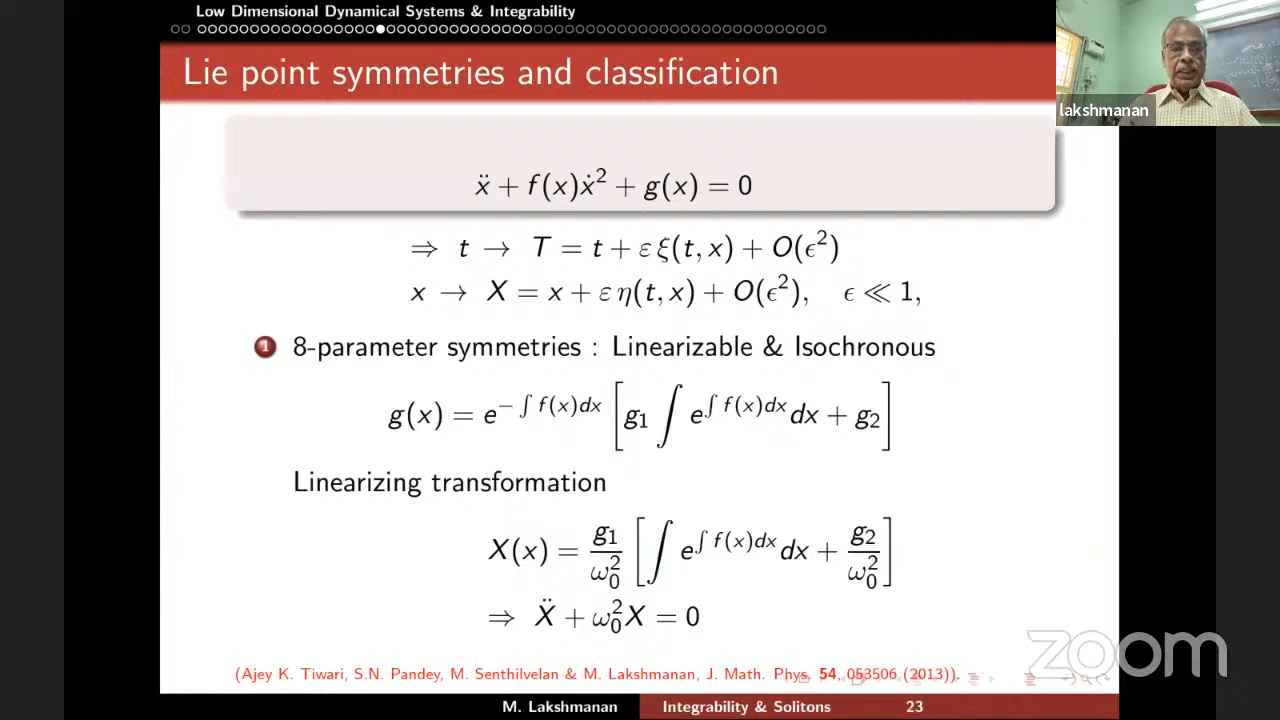 Low Dimensional Dynamical Systems & Integrability
Lie point symmetries and classification
lakshmanan
ẍ + f(x)ẋ² + g(x) = 0
⇒ t → T = t + ε ξ(t, x) + O(ϵ²)
x → X = x + ε η(t, x) + O(ϵ²), ϵ ≪ 1,
1 8-parameter symmetries : Linearizable & Isochronous
g(x) = e^{−∫ f(x)dx} [g₁ ∫ e^{∫ f(x)dx} dx + g₂]
Linearizing transformation
X(x) = g₁/ω₀² [∫ e^{∫ f(x)dx} dx + g₂/ω₀²]
⇒ Ẍ + ω₀²X = 0
(Ajey K. Tiwari, S.N. Pandey, M. Senthilvelan & M. Lakshmanan, J. Math. Phys. 54, 053506 (2013)).
zoom
M. Lakshmanan Integrability & Solitons 23